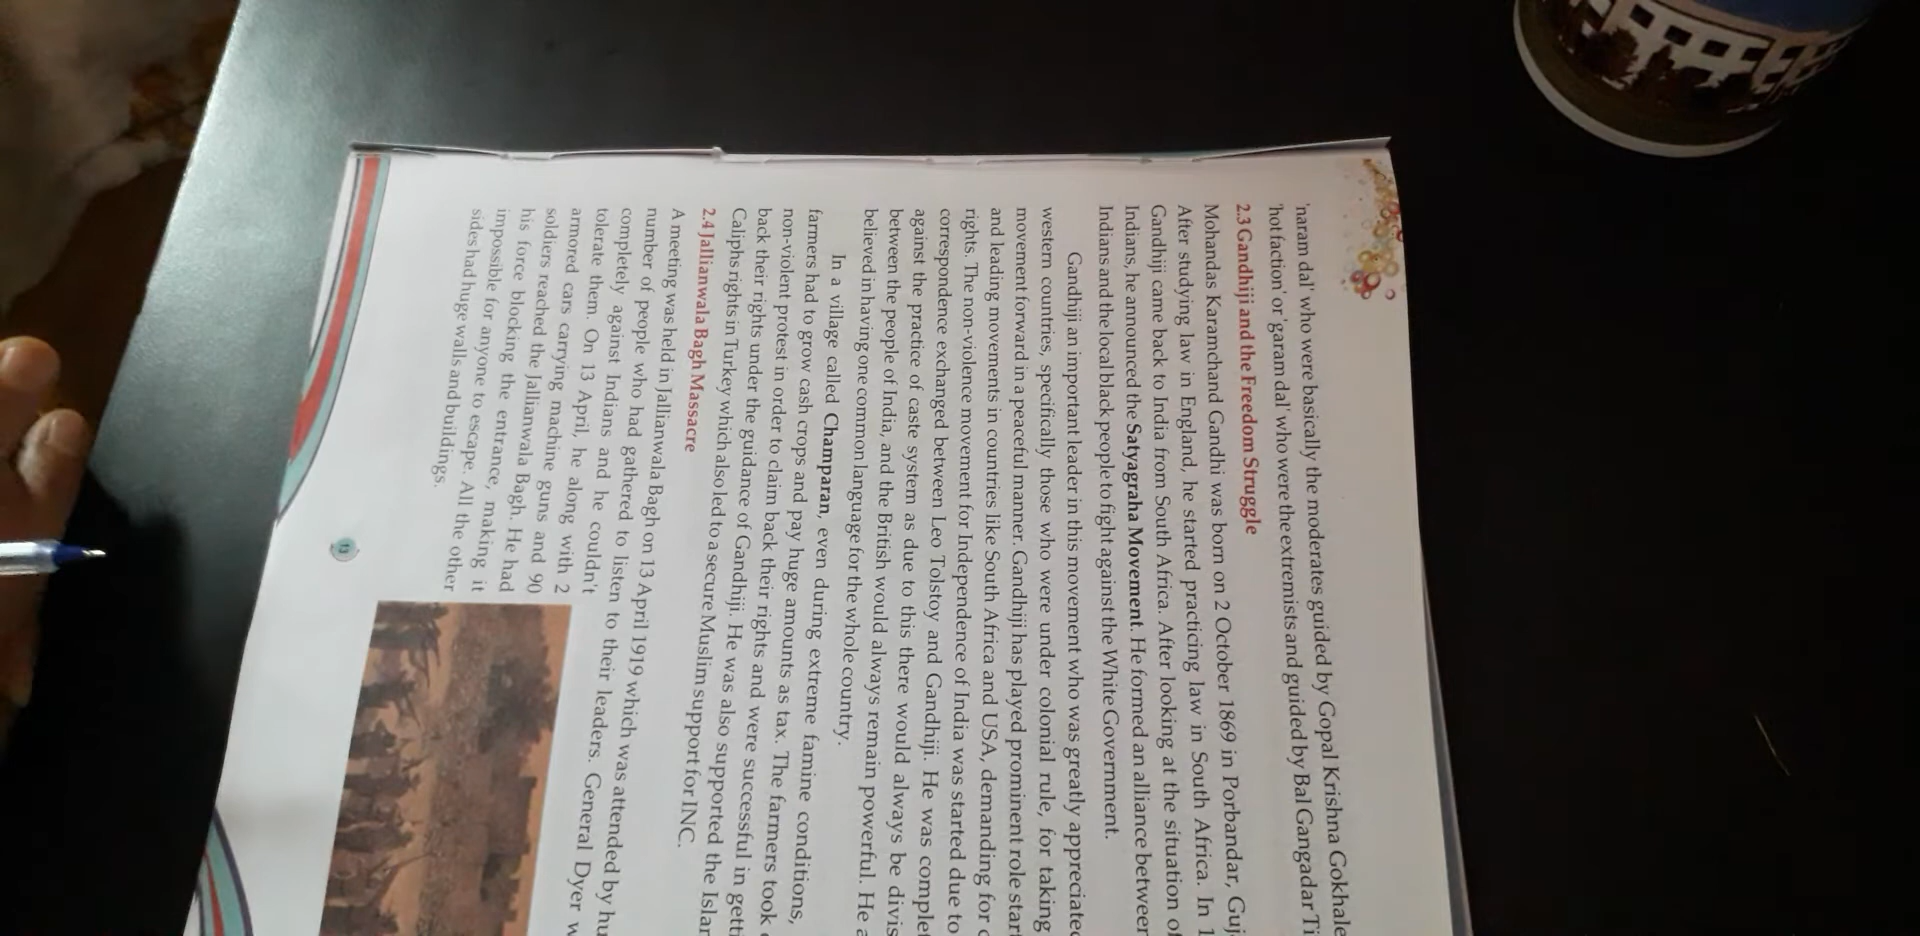 'naram dal' who were basically the moderates guided by Gopal Krishna Gokhale
'hot faction' or 'garam dal' who were the extremists and guided by Bal Gangadar
2.3 Gandhiji and the Freedom Struggle
Mohandas Karamchand Gandhi was born on 2 October 1869 in Porbandar,
After studying law in England, he started practicing law in South Africa. In
Gandhiji came back to India from South Africa. After looking at the situation of
Indians, he announced the Satyagraha Movement. He formed an alliance between
Indians and the local black people to fight against the White Government.
Gandhiji an important leader in this movement who was greatly appreciated
western countries, specifically those who were under colonial rule, for taking
movement forward in a peaceful manner. Gandhiji has played prominent role
and leading movements in countries like South Africa and USA, demanding for
rights. The non-violence movement for Independence of India was started due to
correspondence exchanged between Leo Tolstoy and Gandhiji. He was
against the practice of caste system as due to this there would always be
between the people of India, and the British would always remain powerful. He
believed in having one common language for the whole country.
In a village called Champaran, even during extreme famine conditions,
farmers had to grow cash crops and pay huge amounts as tax. The farmers took
non-violent protest in order to claim back their rights and were successful in
back their rights under the guidance of Gandhiji. He was also supported the
Caliphs rights in Turkey which also led to a secure Muslim support for INC.
2.4 Jallianwala Bagh Massacre
A meeting was held in Jallianwala Bagh on 13 April 1919 which was attended by
number of people who had gathered to listen to their leaders. General Dyer
completely against Indians and he couldn't
tolerate them. On 13 April, he along with 2
armored cars carrying machine guns and 90
soldiers reached the Jallianwala Bagh. He had
his force blocking the entrance, making it
impossible for anyone to escape. All the other
sides had huge walls and buildings.
13